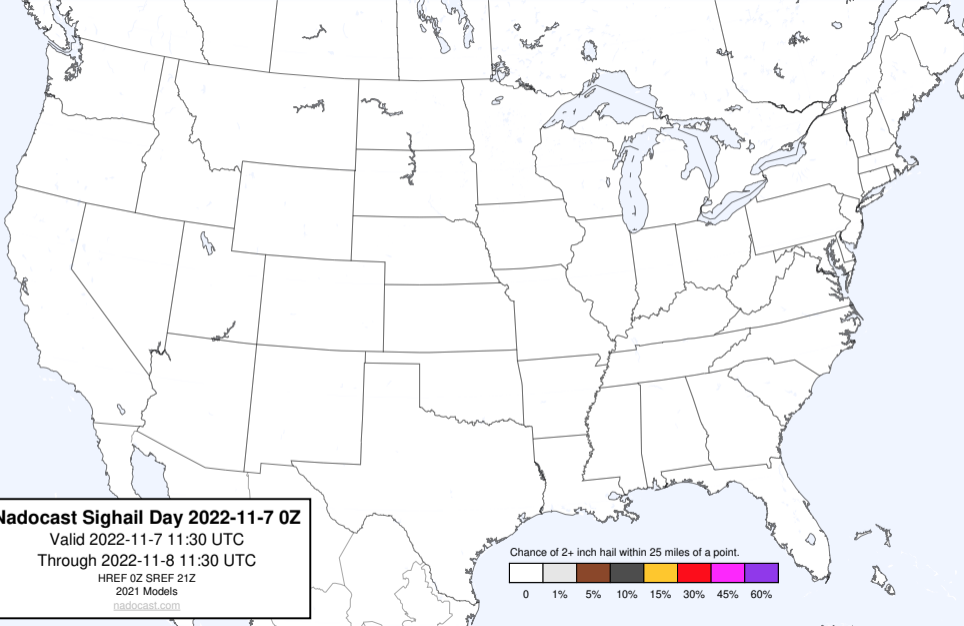 Nadocast Sighail Day 2022-11-7 0Z
Valid 2022-11-7 11:30 UTC
Through 2022-11-8 11:30 UTC
HREF 0Z SREF 21Z
2021 Models
nadocast.com
Chance of 2+ inch hail within 25 miles of a point.
0 1% 5% 10% 15% 30% 45% 60%